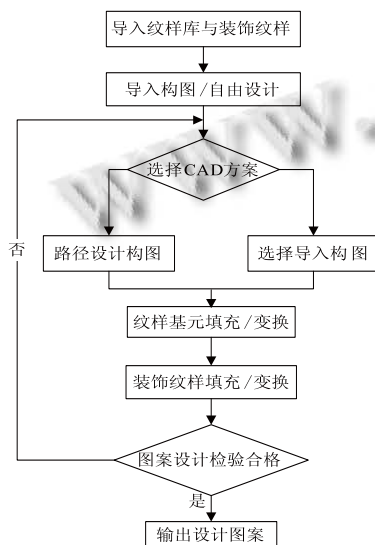 导入纹样库与装饰纹样
导入构图/自由设计
选择CAD方案
否
路径设计构图
选择导入构图
纹样基元填充/变换
装饰纹样填充/变换
图案设计检验合格
是
输出设计图案
www.